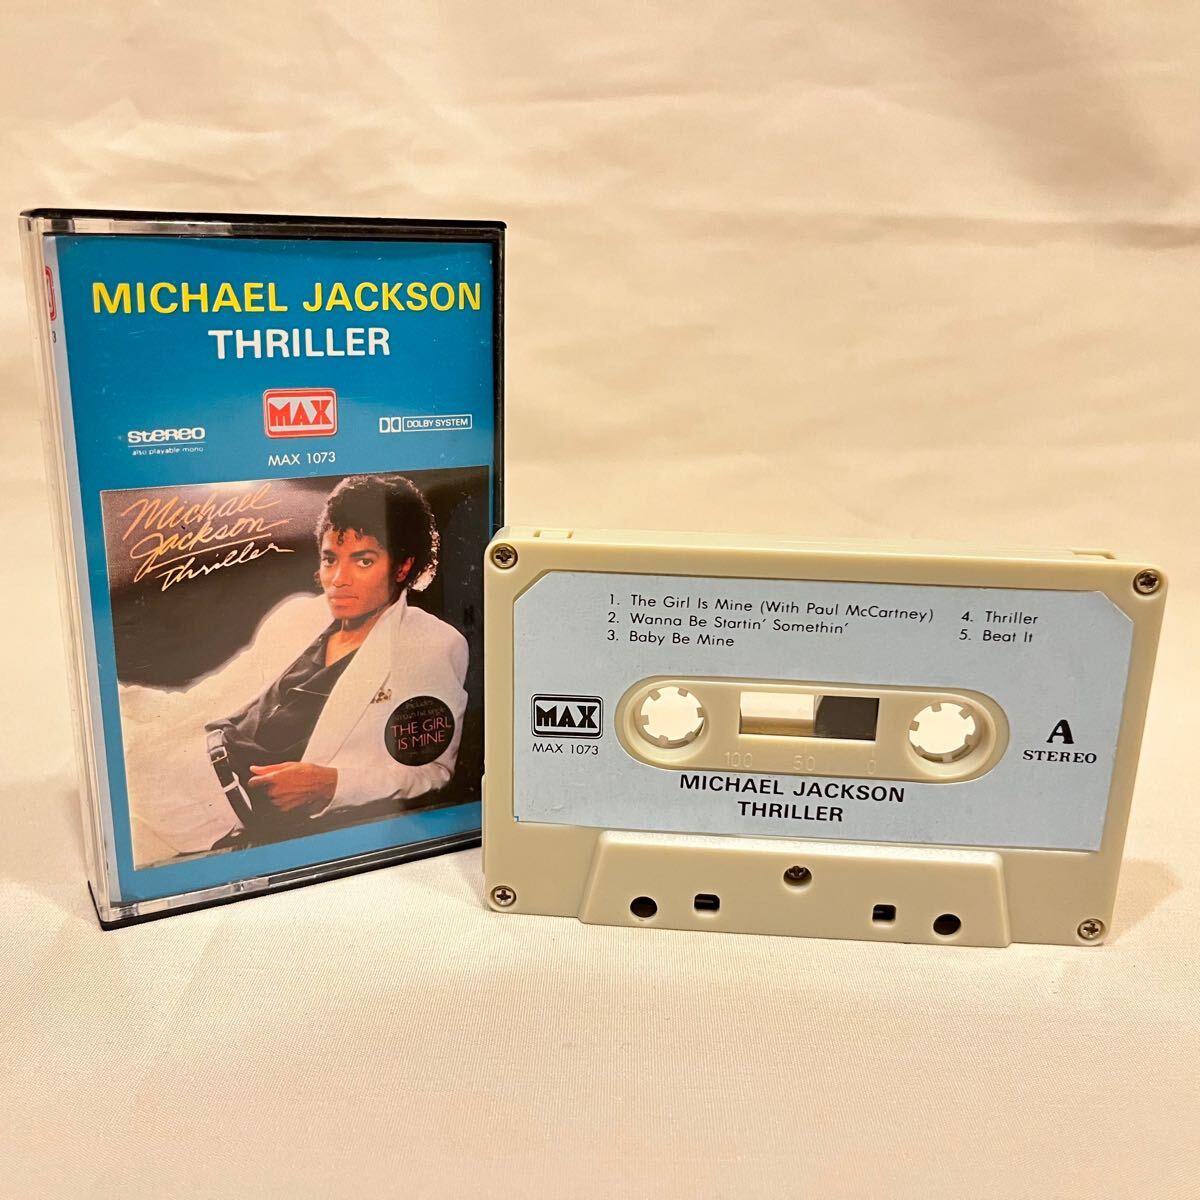 MICHAEL JACKSON
THRILLER
MAX
stereo
also playable mono
DOLBY SYSTEM
MAX 1073
Michael
Jackson
Thriller
Includes
THE GIRL
IS MINE
3
1. The Girl Is Mine (With Paul McCartney)
2. Wanna Be Startin' Somethin'
3. Baby Be Mine
4. Thriller
5. Beat It
MAX
MAX 1073
A
STEREO
100 50 0
MICHAEL JACKSON
THRILLER